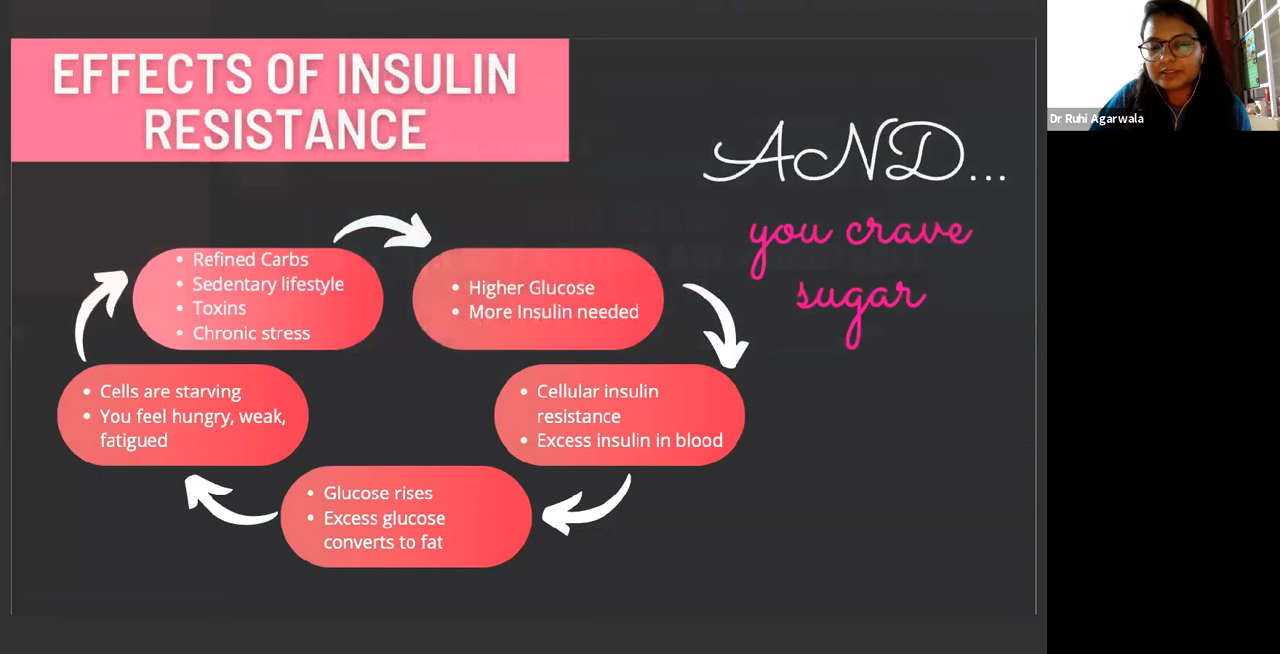 EFFECTS OF INSULIN
RESISTANCE
AND...
you crave
sugar
• Refined Carbs
• Sedentary lifestyle
• Toxins
• Chronic stress
• Higher Glucose
• More Insulin needed
• Cellular insulin
resistance
• Excess insulin in blood
• Glucose rises
• Excess glucose
converts to fat
• Cells are starving
• You feel hungry, weak,
fatigued
Dr Ruhi Agarwala